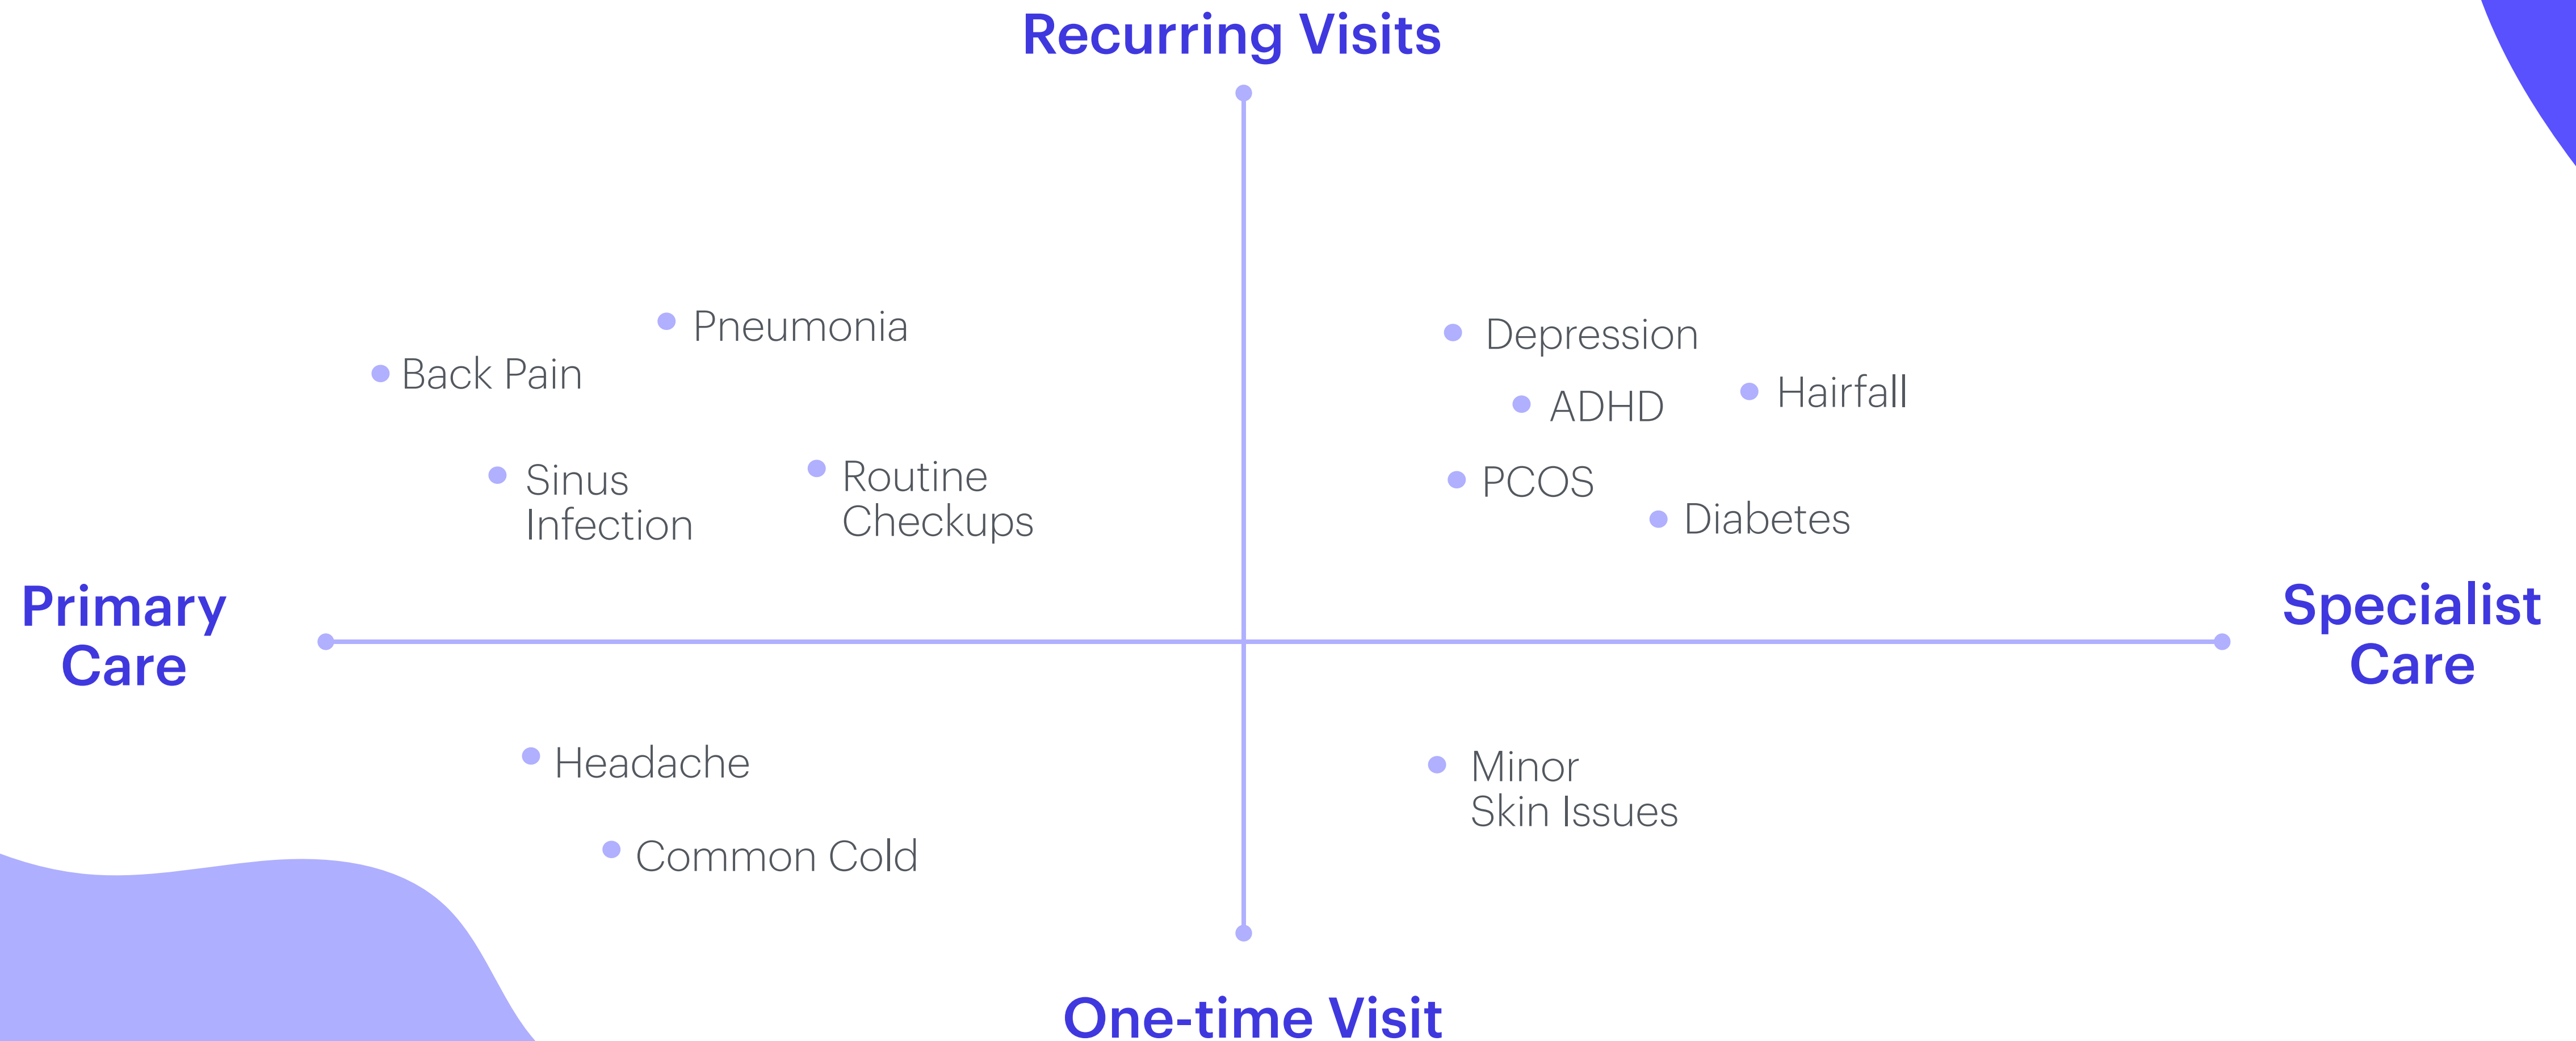 Recurring Visits
Pneumonia
Back Pain
Sinus
Infection
Routine
Checkups
Depression
ADHD
Hairfall
PCOS
Diabetes
Primary
Care
Specialist
Care
Headache
Common Cold
Minor
Skin Issues
One-time Visit